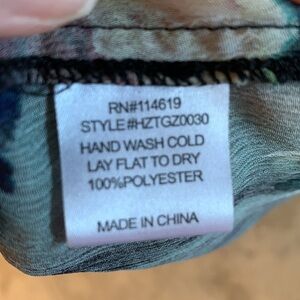 RN#114619
STYLE#HZTGZ0030
HAND WASH COLD
LAY FLAT TO DRY
100%POLYESTER
MADE IN CHINA